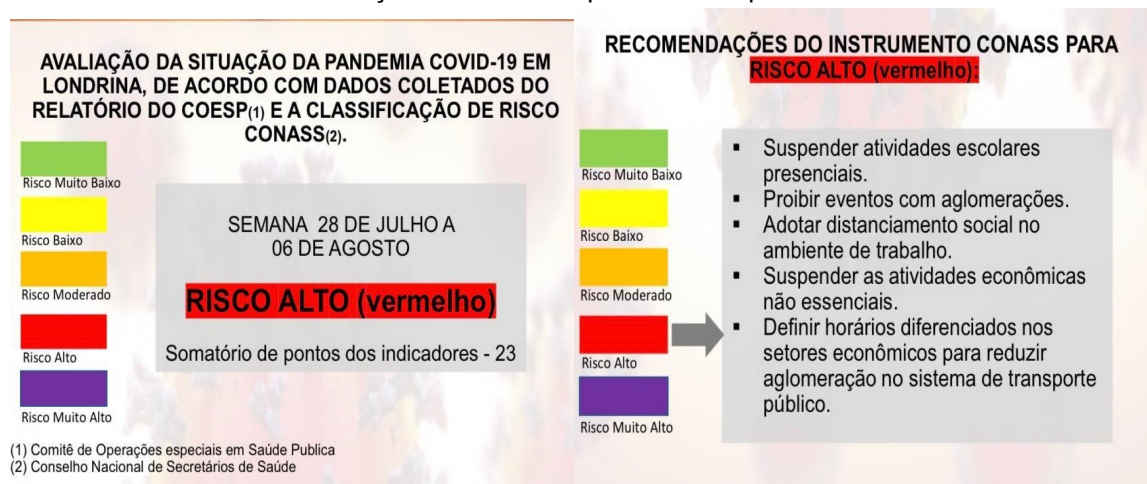 AVALIAÇÃO DA SITUAÇÃO DA PANDEMIA COVID-19 EM
LONDRINA, DE ACORDO COM DADOS COLETADOS DO
RELATÓRIO DO COESP(1) E A CLASSIFICAÇÃO DE RISCO
CONASS(2).
Risco Muito Baixo
Risco Baixo
Risco Moderado
Risco Alto
Risco Muito Alto
SEMANA 28 DE JULHO A
06 DE AGOSTO
RISCO ALTO (vermelho)
Somatório de pontos dos indicadores - 23
(1) Comitê de Operações especiais em Saúde Publica
(2) Conselho Nacional de Secretários de Saúde
RECOMENDAÇÕES DO INSTRUMENTO CONASS PARA
RISCO ALTO (vermelho):
Risco Muito Baixo
Risco Baixo
Risco Moderado
Risco Alto
Risco Muito Alto
▪ Suspender atividades escolares
presenciais.
▪ Proibir eventos com aglomerações.
▪ Adotar distanciamento social no
ambiente de trabalho.
▪ Suspender as atividades econômicas
não essenciais.
▪ Definir horários diferenciados nos
setores econômicos para reduzir
aglomeração no sistema de transporte
público.